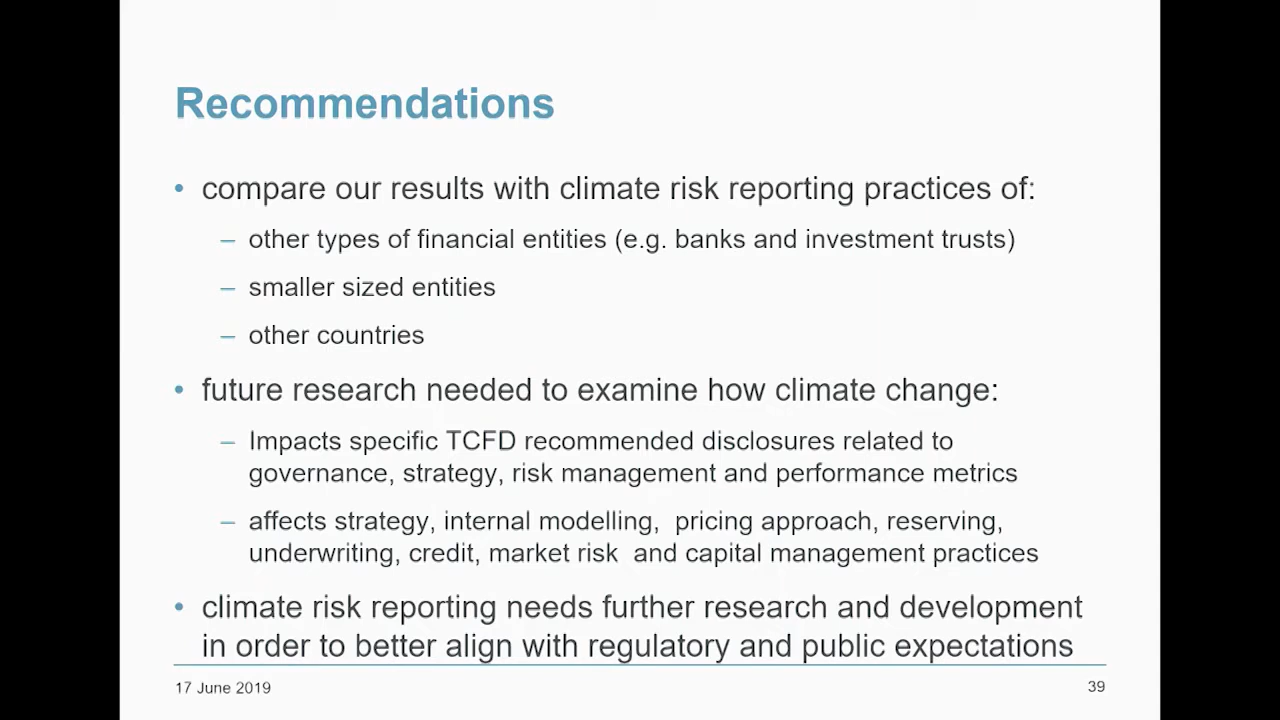 Recommendations
• compare our results with climate risk reporting practices of:
– other types of financial entities (e.g. banks and investment trusts)
– smaller sized entities
– other countries
• future research needed to examine how climate change:
– Impacts specific TCFD recommended disclosures related to
governance, strategy, risk management and performance metrics
– affects strategy, internal modelling,  pricing approach, reserving,
underwriting, credit, market risk  and capital management practices
• climate risk reporting needs further research and development
in order to better align with regulatory and public expectations
17 June 2019
39